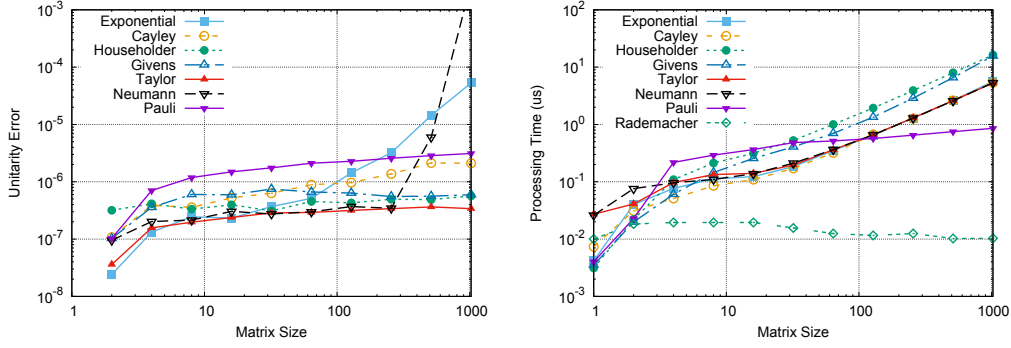 10^-3
10^-4
10^-5
10^-6
10^-7
10^-8
Unitarity Error
Exponential
Cayley
Householder
Givens
Taylor
Neumann
Pauli
1 10 100 1000
Matrix Size
10^2
10^1
10^0
10^-1
10^-2
10^-3
Processing Time (us)
Exponential
Cayley
Householder
Givens
Taylor
Neumann
Pauli
Rademacher
1 10 100 1000
Matrix Size